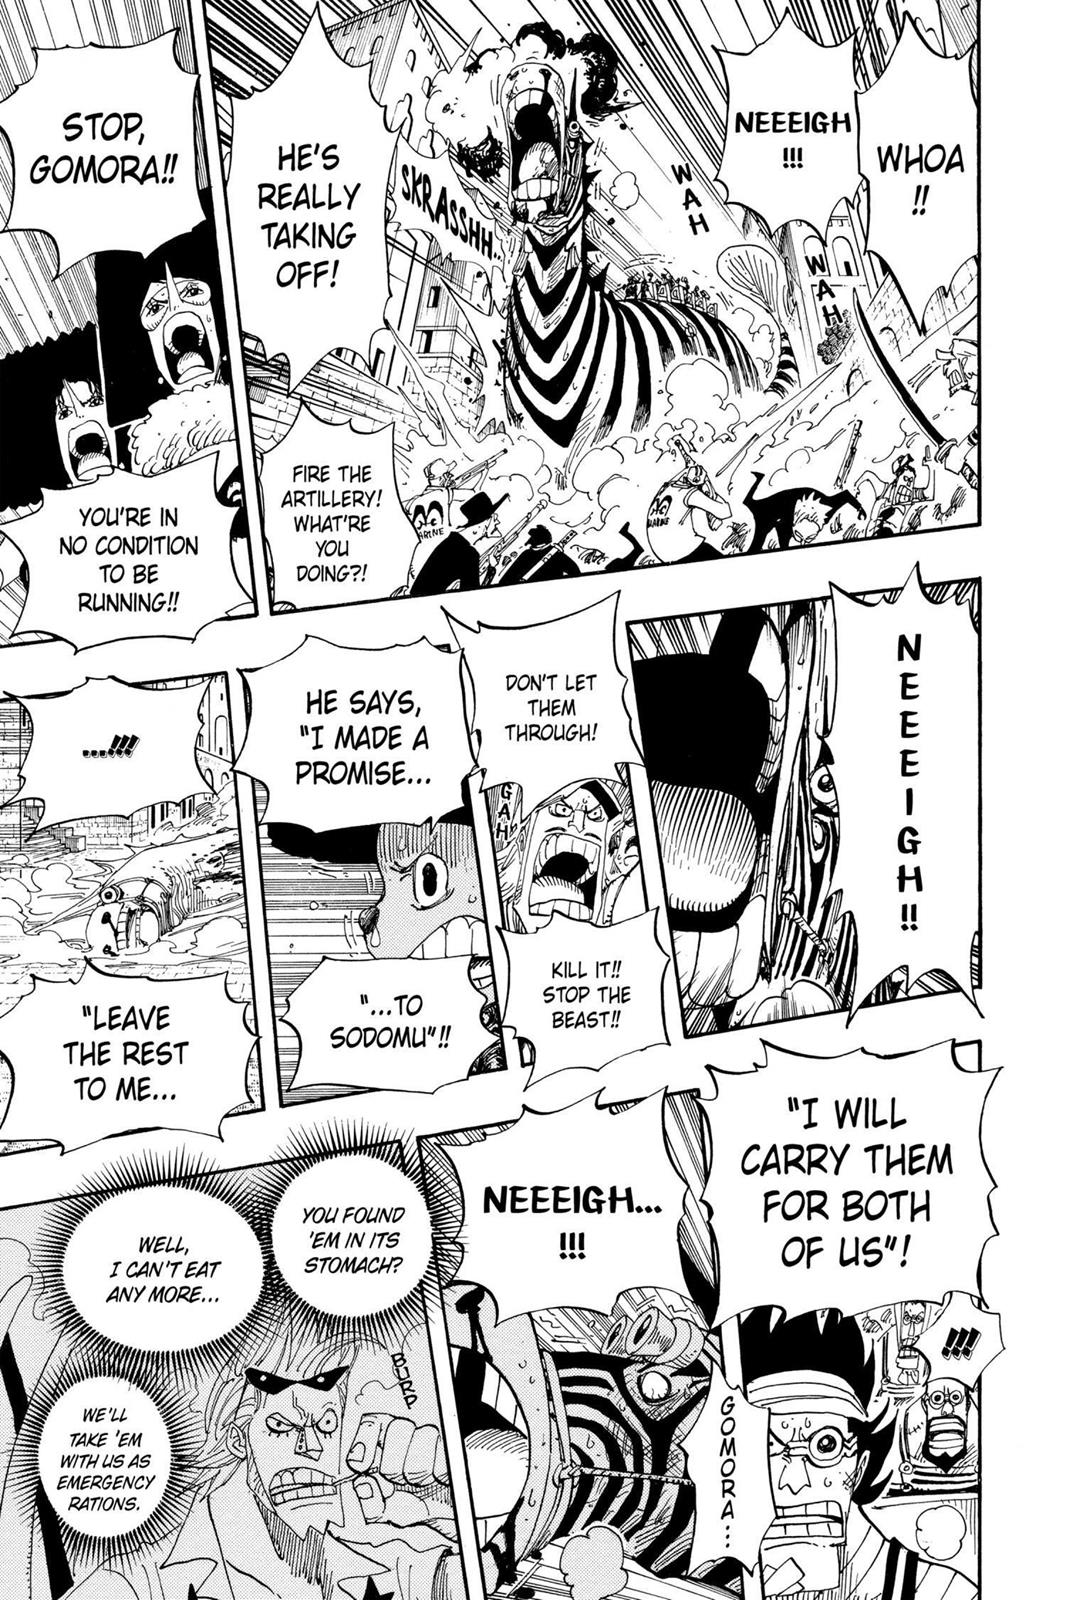 WHOA
!!
NEEEIGH
!!!
WAH
WAH
SKRASSHH...
HE'S
REALLY
TAKING
OFF!
FIRE THE
ARTILLERY!
WHAT'RE
YOU
DOING?!
MARINE
STOP,
GOMORA!!
YOU'RE IN
NO CONDITION
TO BE
RUNNING!!
NEEEIGH!!
DON'T LET
THEM
THROUGH!
GAH
KILL IT!!
STOP THE
BEAST!!
HE SAYS,
"I MADE A
PROMISE...
"...TO
SODOMU"!!
...!!!
"LEAVE
THE REST
TO ME...
"I WILL
CARRY THEM
FOR BOTH
OF US"!
!!!
GOMORA...
NEEEIGH...
!!!
YOU FOUND
'EM IN ITS
STOMACH?
WELL,
I CAN'T EAT
ANY MORE...
BURP
WE'LL
TAKE 'EM
WITH US AS
EMERGENCY
RATIONS.